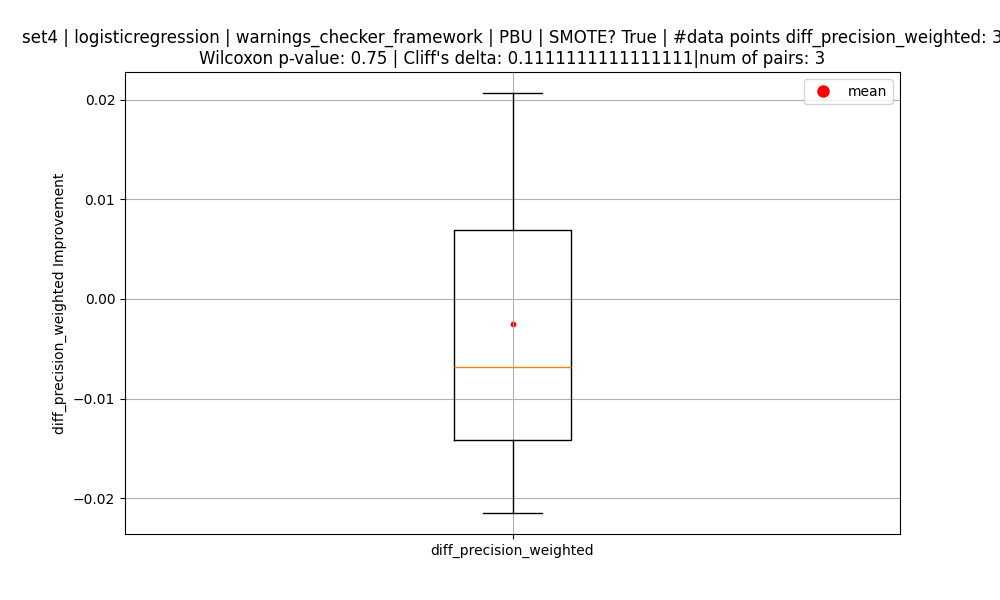 set4 | logisticregression | warnings_checker_framework | PBU | SMOTE? True | #data points diff_precision_weighted: 3
Wilcoxon p-value: 0.75 | Cliff's delta: 0.1111111111111111|num of pairs: 3
mean
0.02
0.01
0.00
−0.01
−0.02
diff_precision_weighted Improvement
diff_precision_weighted